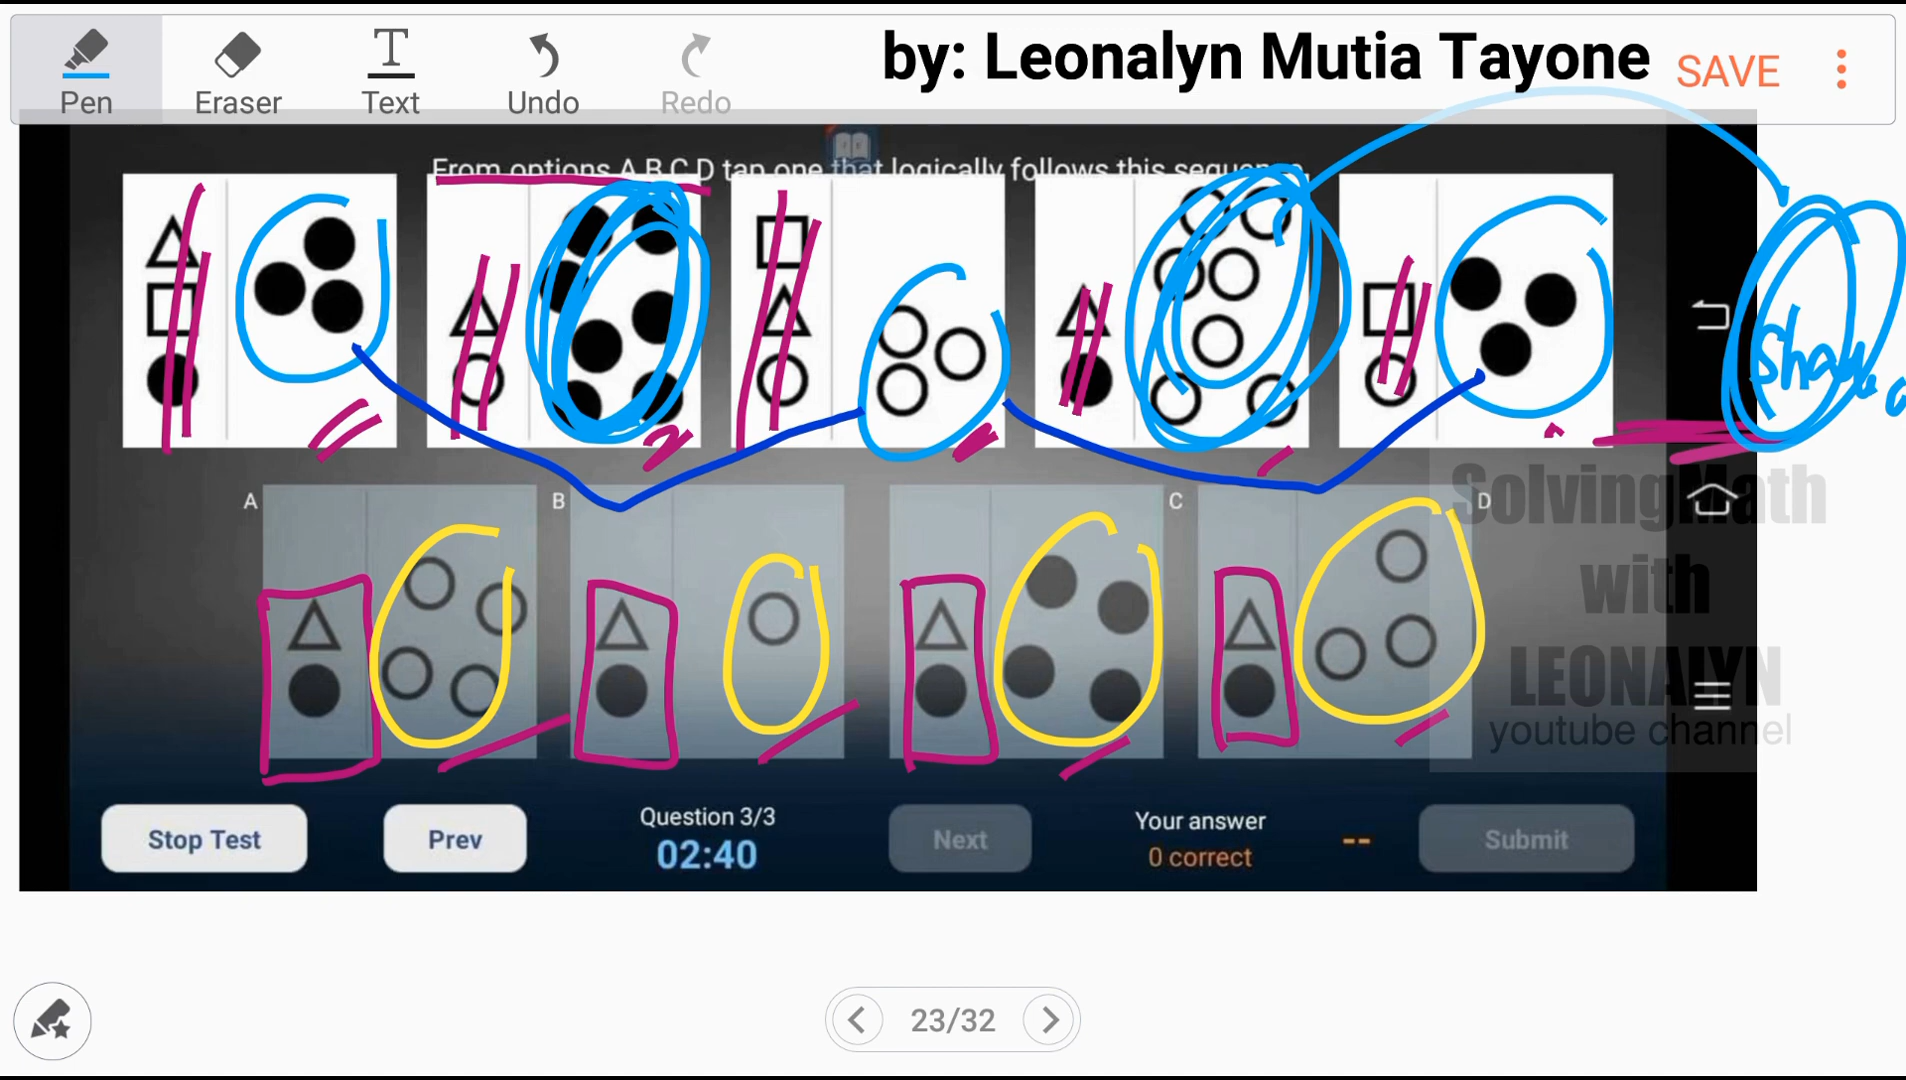 by: Leonalyn Mutia Tayone
SAVE
Pen
Eraser
Text
Undo
Redo
From options A,B,C,D tap one that logically follows this sequence
A
B
C
D
Solving Math
with
LEONALYN
youtube channel
Stop Test
Prev
Question 3/3
02:40
Next
Your answer
0 correct
--
Submit
23/32